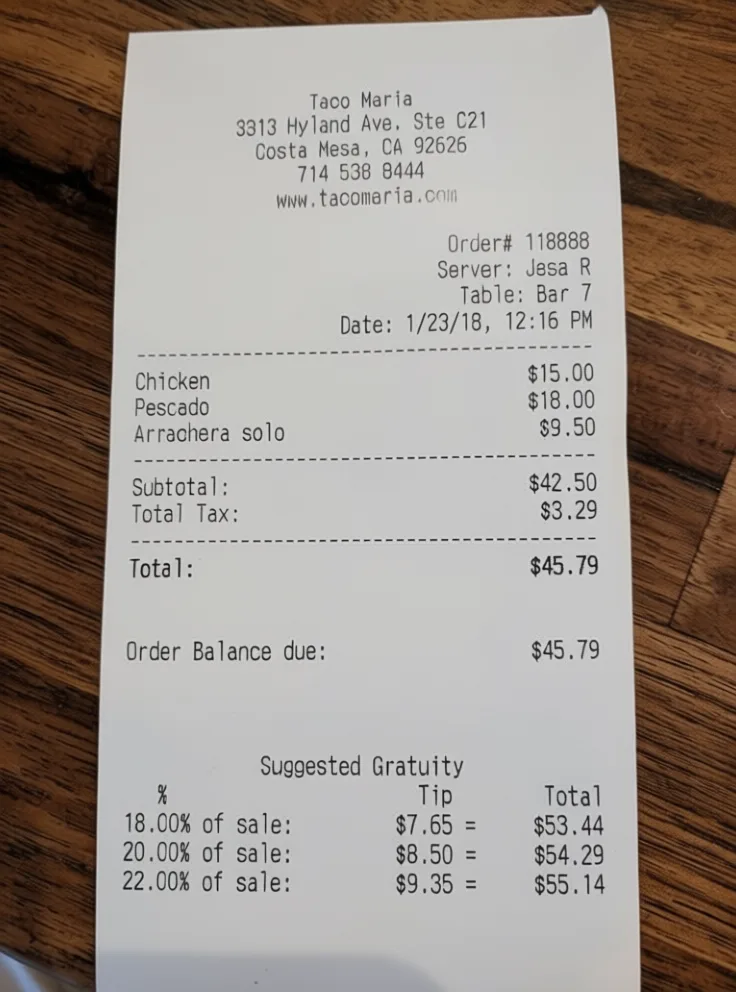 Taco Maria
3313 Hyland Ave. Ste C21
Costa Mesa, CA 92626
714 538 8444
www.tacomaria.com
Order# 118888
Server: Jesa R
Table: Bar 7
Date: 1/23/18, 12:16 PM
Chicken $15.00
Pescado $18.00
Arrachera solo $9.50
Subtotal: $42.50
Total Tax: $3.29
Total: $45.79
Order Balance due: $45.79
Suggested Gratuity
% Tip Total
18.00% of sale: $7.65 = $53.44
20.00% of sale: $8.50 = $54.29
22.00% of sale: $9.35 = $55.14